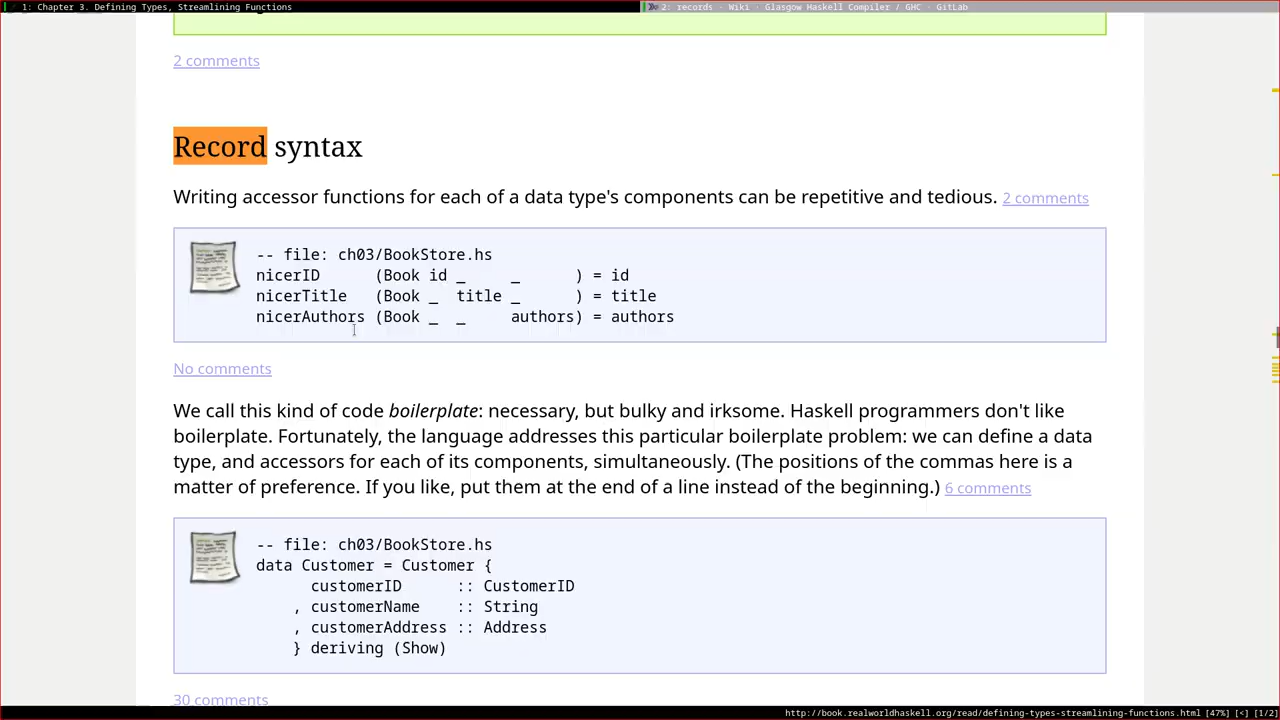 1: Chapter 3. Defining Types, Streamlining Functions
2: records · Wiki · Glasgow Haskell Compiler / GHC · GitLab
2 comments
Record syntax
Writing accessor functions for each of a data type's components can be repetitive and tedious. 2 comments
-- file: ch03/BookStore.hs
nicerID      (Book id _     _      ) = id
nicerTitle   (Book _  title _      ) = title
nicerAuthors (Book _  _     authors) = authors
No comments
We call this kind of code boilerplate: necessary, but bulky and irksome. Haskell programmers don't like
boilerplate. Fortunately, the language addresses this particular boilerplate problem: we can define a data
type, and accessors for each of its components, simultaneously. (The positions of the commas here is a
matter of preference. If you like, put them at the end of a line instead of the beginning.) 6 comments
-- file: ch03/BookStore.hs
data Customer = Customer {
      customerID      :: CustomerID
    , customerName    :: String
    , customerAddress :: Address
    } deriving (Show)
30 comments
http://book.realworldhaskell.org/read/defining-types-streamlining-functions.html [47%] [<] [1/2]